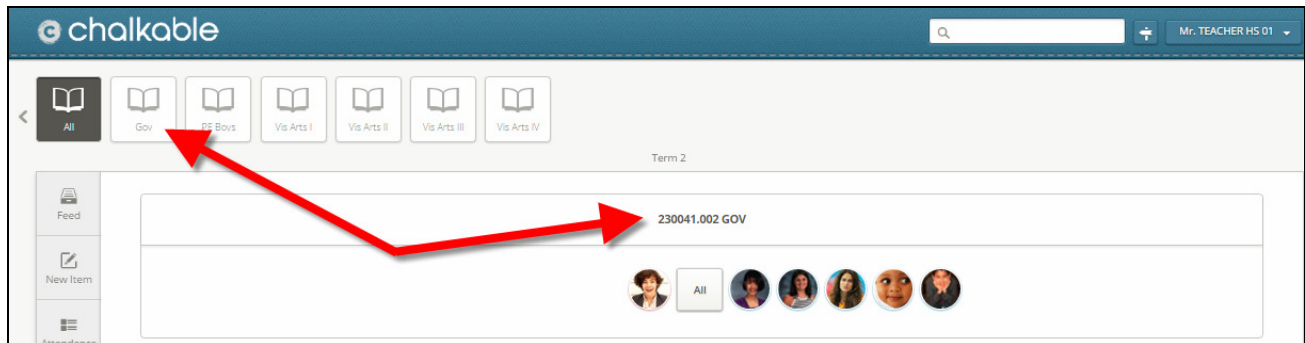 chalkable
Mr. TEACHER HS 01
All
Gov
PE Boys
Vis Arts I
Vis Arts II
Vis Arts III
Vis Arts IV
Term 2
Feed
230041.002 GOV
New Item
All
Attendance